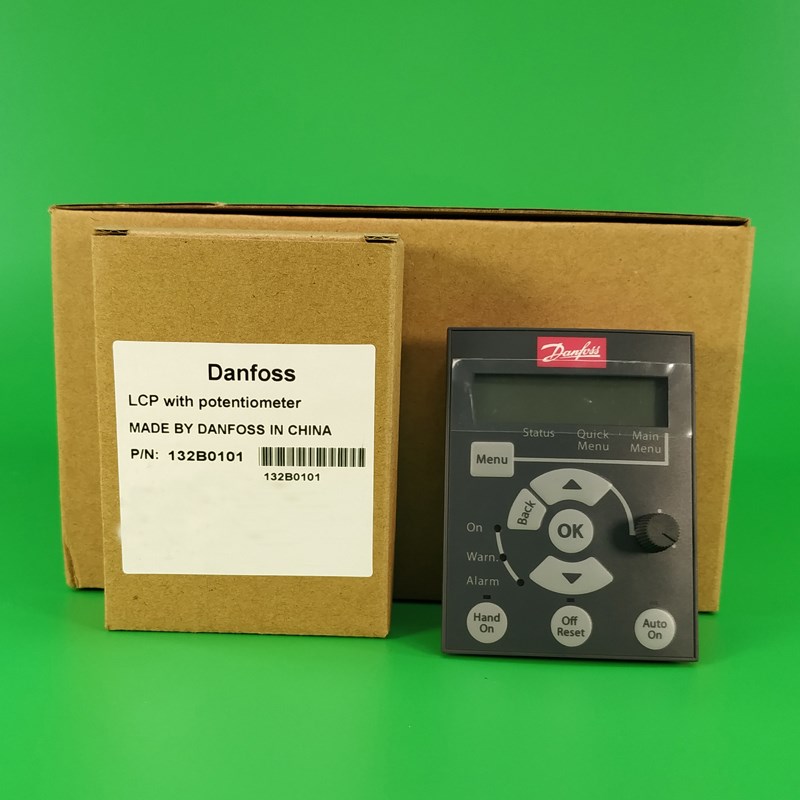 Danfoss
LCP with potentiometer
MADE BY DANFOSS IN CHINA
P/N: 132B0101
132B0101
Danfoss
Status Quick Menu Main Menu
Menu
Back
OK
On
Warn.
Alarm
Hand On
Off Reset
Auto On